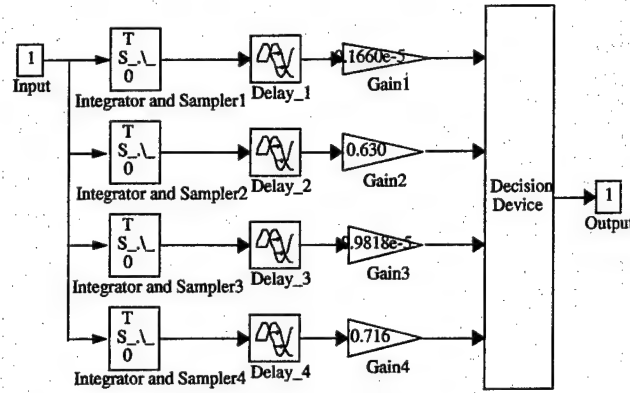 1
Input
T
S_.\_
0
Integrator and Sampler1
Delay_1
Gain1
T
S_.\_
0
Integrator and Sampler2
Delay_2
0.630
Gain2
T
S_.\_
0
Integrator and Sampler3
Delay_3
Gain3
T
S_.\_
0
Integrator and Sampler4
Delay_4
0.716
Gain4
Decision
Device
1
Output